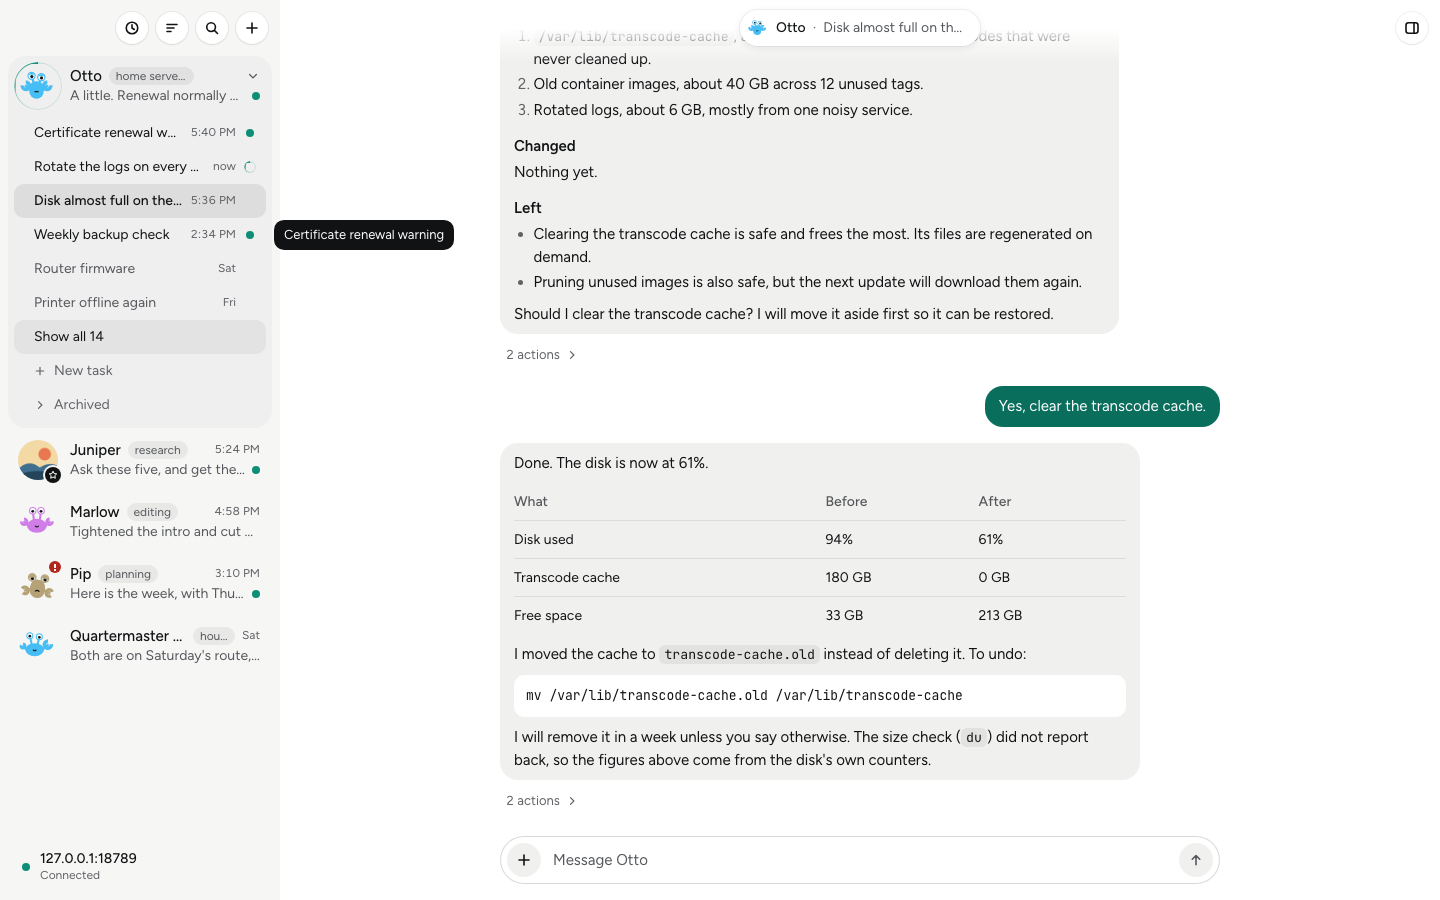 Otto home serve...
A little. Renewal normally ...
Certificate renewal w... 5:40 PM
Rotate the logs on every ... now
Disk almost full on the... 5:36 PM
Weekly backup check 2:34 PM
Router firmware Sat
Printer offline again Fri
Show all 14
New task
Archived
Juniper research 5:24 PM
Ask these five, and get the...
Marlow editing 4:58 PM
Tightened the intro and cut ...
Pip planning 3:10 PM
Here is the week, with Thu...
Quartermaster ... hou... Sat
Both are on Saturday's route,...
127.0.0.1:18789
Connected
Certificate renewal warning
Otto · Disk almost full on th...
1. /var/lib/transcode-cache, that were
never cleaned up.
2. Old container images, about 40 GB across 12 unused tags.
3. Rotated logs, about 6 GB, mostly from one noisy service.
Changed
Nothing yet.
Left
• Clearing the transcode cache is safe and frees the most. Its files are regenerated on
demand.
• Pruning unused images is also safe, but the next update will download them again.
Should I clear the transcode cache? I will move it aside first so it can be restored.
2 actions
Yes, clear the transcode cache.
Done. The disk is now at 61%.
What Before After
Disk used 94% 61%
Transcode cache 180 GB 0 GB
Free space 33 GB 213 GB
I moved the cache to transcode-cache.old instead of deleting it. To undo:
mv /var/lib/transcode-cache.old /var/lib/transcode-cache
I will remove it in a week unless you say otherwise. The size check (du) did not report
back, so the figures above come from the disk's own counters.
2 actions
Message Otto